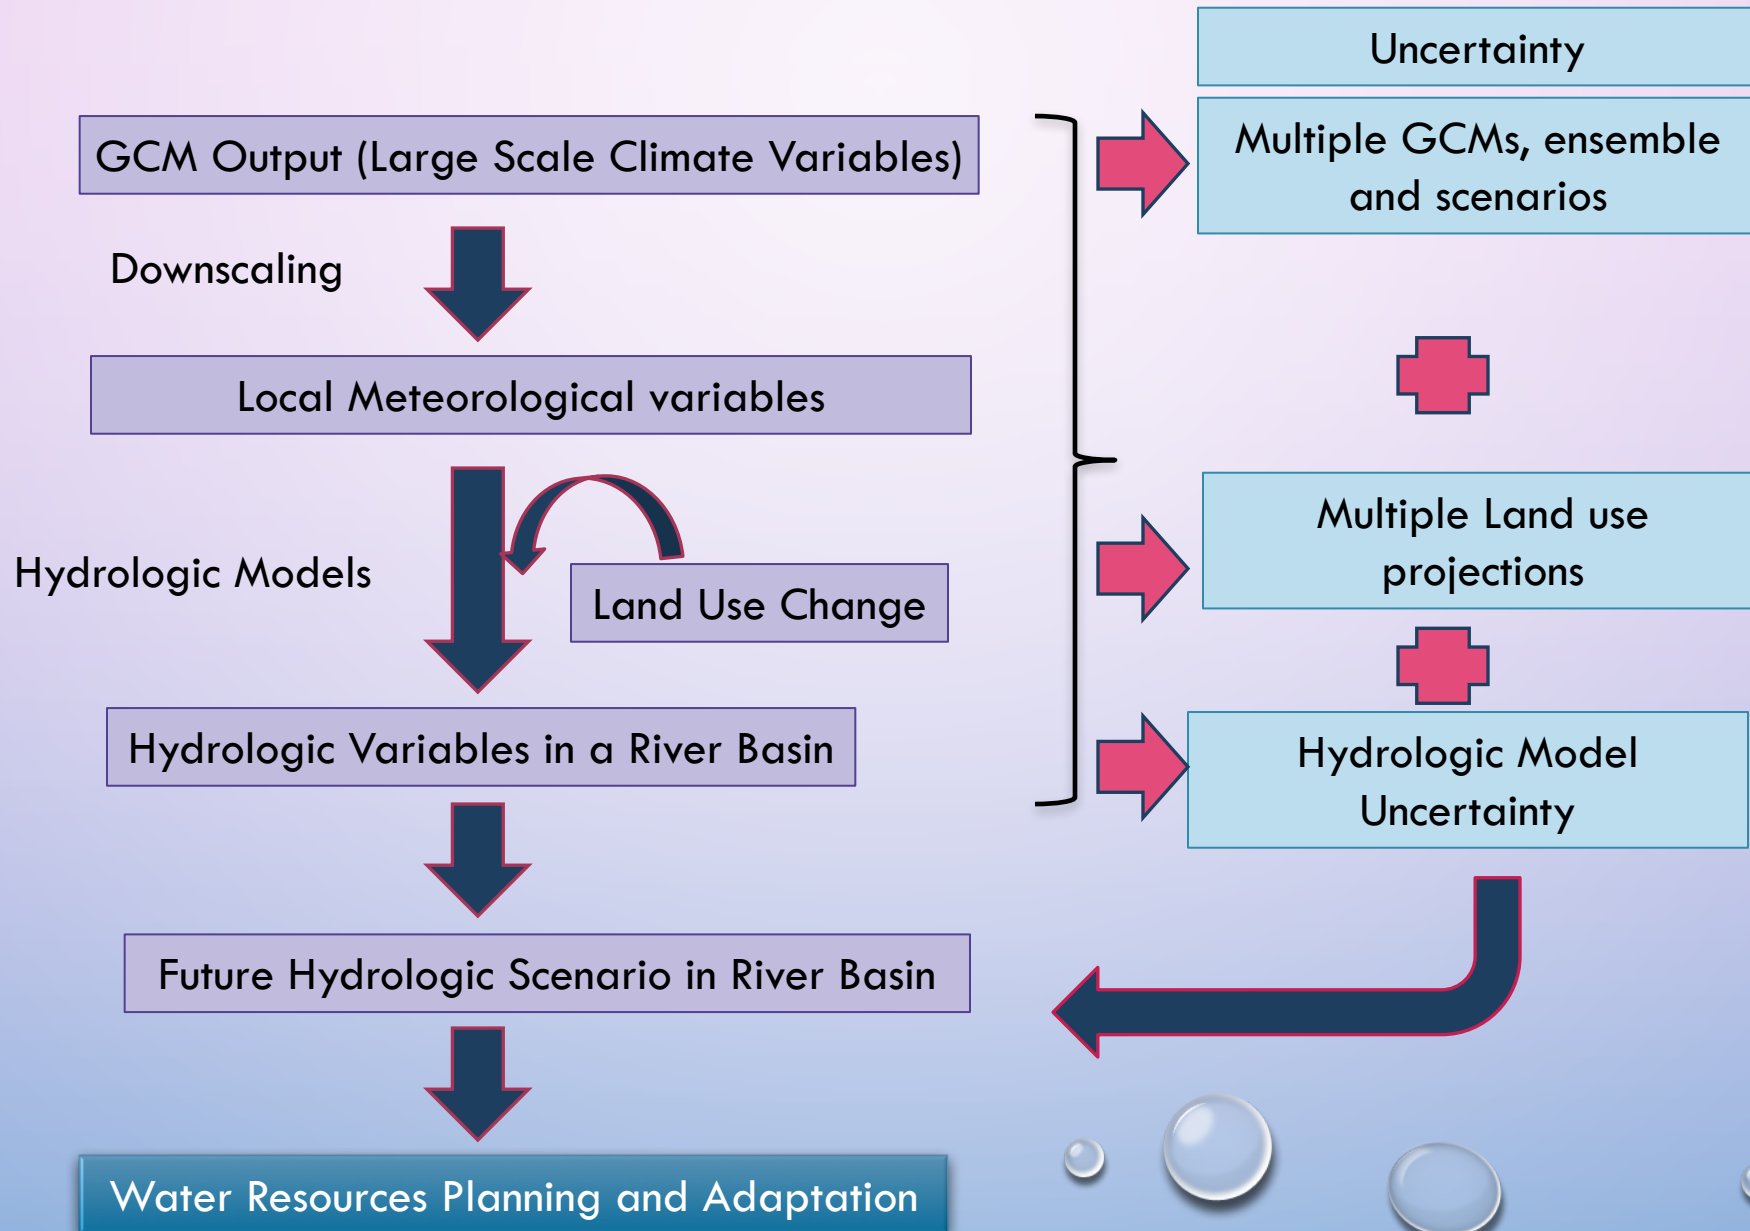 Uncertainty
GCM Output (Large Scale Climate Variables)
Multiple GCMs, ensemble
and scenarios
Downscaling
Local Meteorological variables
Multiple Land use
projections
Hydrologic Models
Land Use Change
Hydrologic Variables in a River Basin
Hydrologic Model
Uncertainty
Future Hydrologic Scenario in River Basin
Water Resources Planning and Adaptation